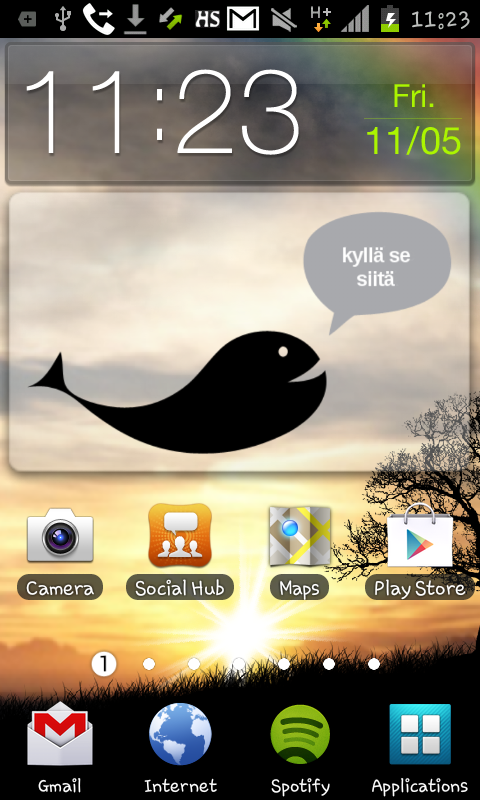 HS
H+
11:23
11:23
Fri.
11/05
kyllä se
siitä
Camera
Social Hub
Maps
Play Store
1
Gmail
Internet
Spotify
Applications